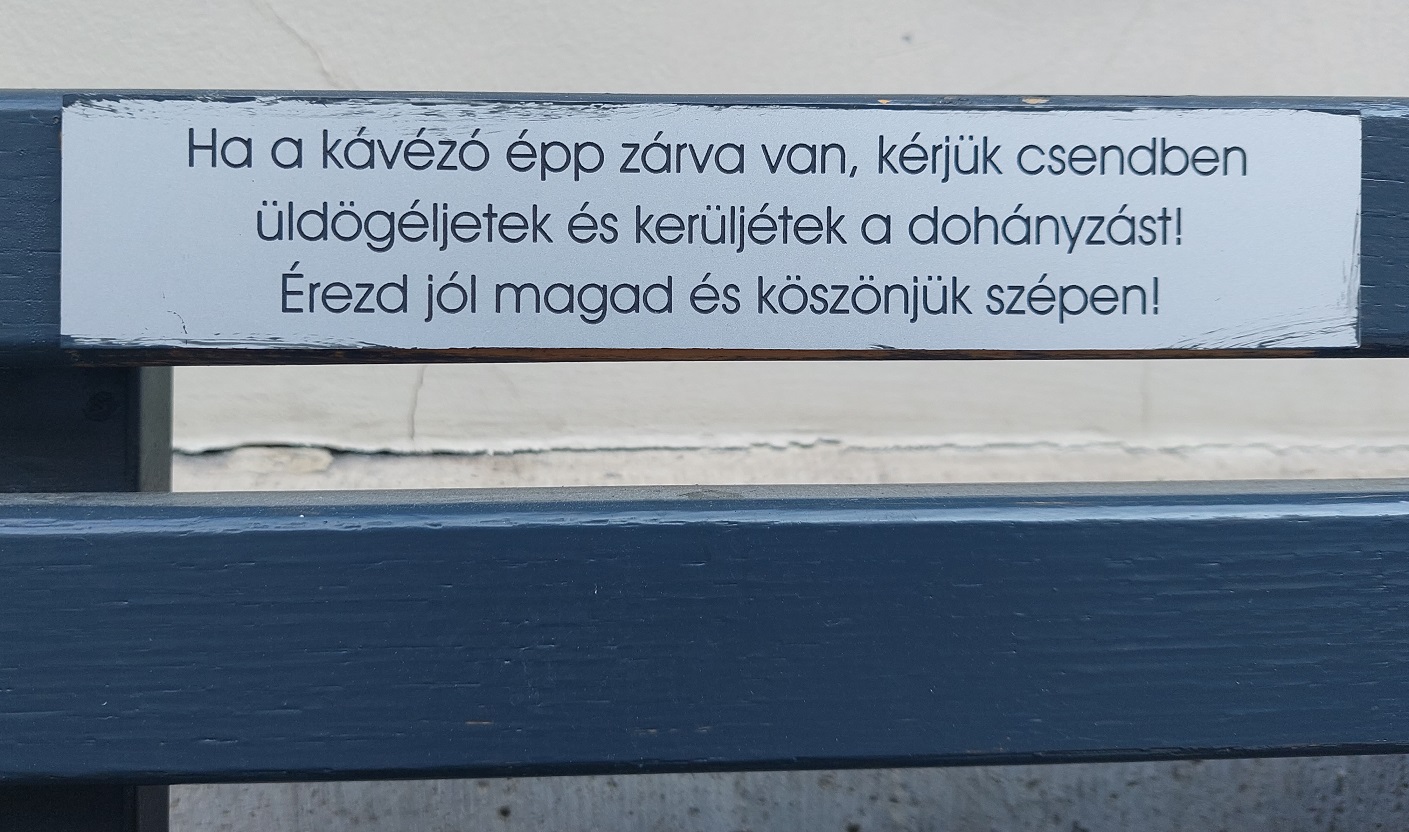 Ha a kávézó épp zárva van, kérjük csendben
üldögéljetek és kerüljétek a dohányzást!
Érezd jól magad és köszönjük szépen!